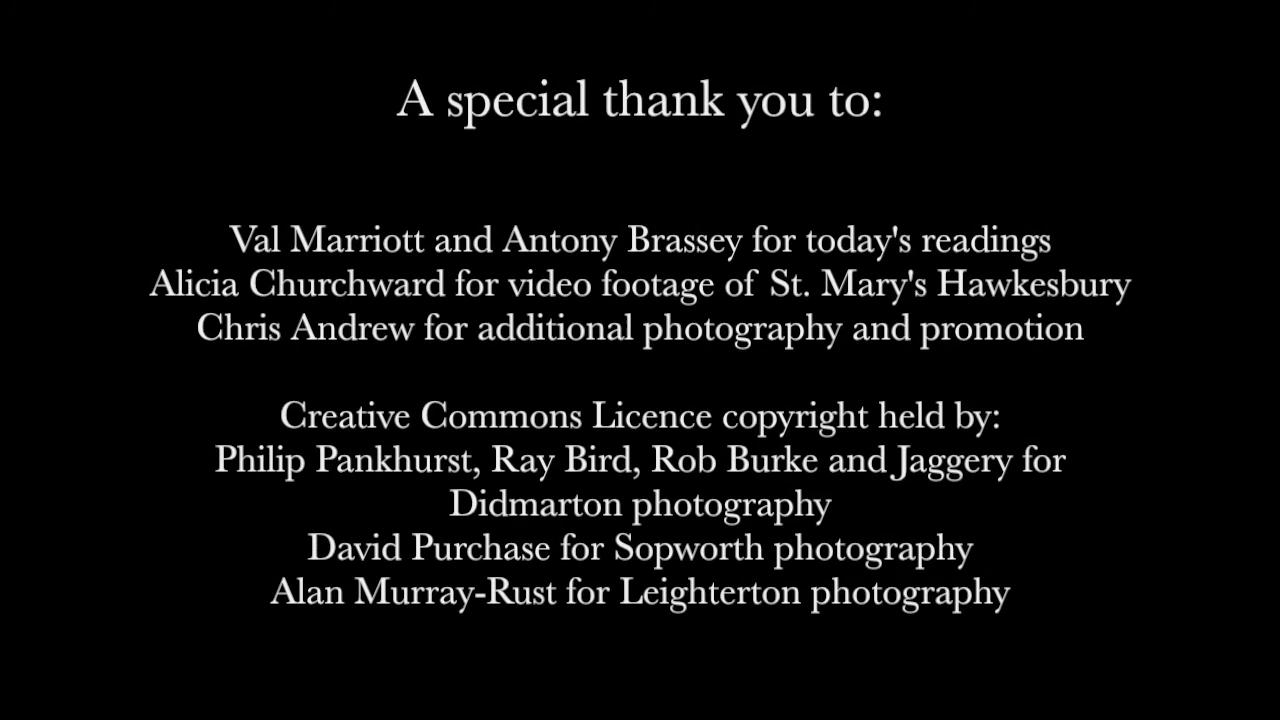 A special thank you to:
Val Marriott and Antony Brassey for today's readings
Alicia Churchward for video footage of St. Mary's Hawkesbury
Chris Andrew for additional photography and promotion
Creative Commons Licence copyright held by:
Philip Pankhurst, Ray Bird, Rob Burke and Jaggery for
Didmarton photography
David Purchase for Sopworth photography
Alan Murray-Rust for Leighterton photography